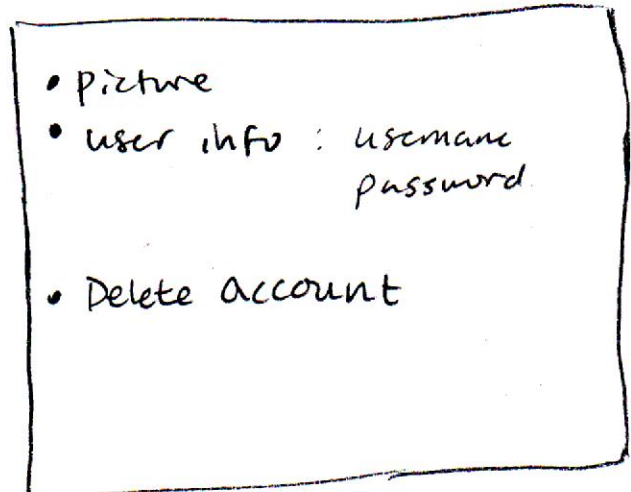 • picture
• user info : username
password
• Delete account